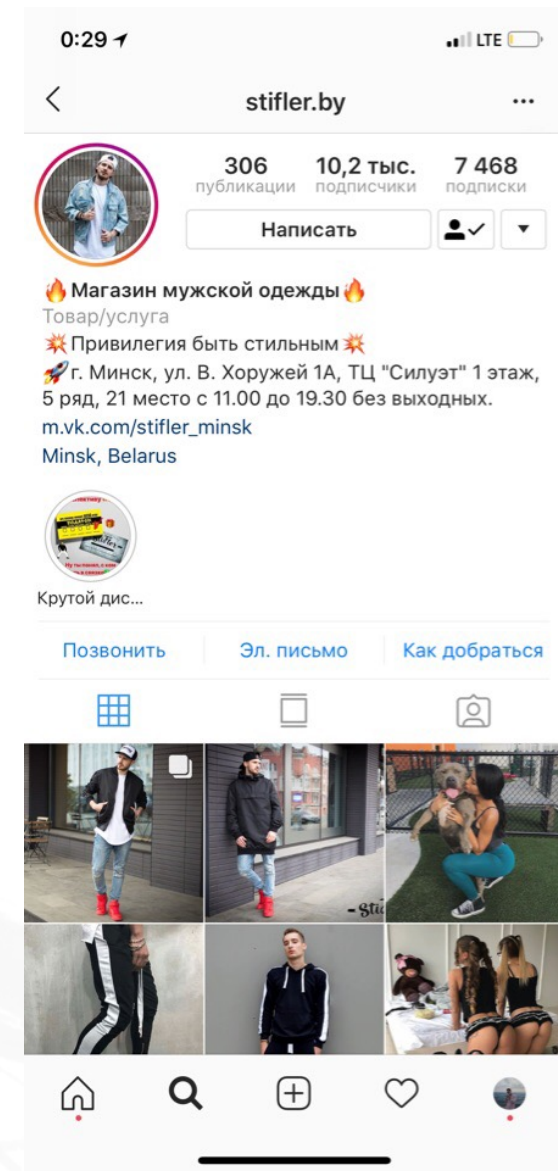 0:29
LTE
stifler.by
306 10,2 тыс. 7 468
публикации подписчики подписки
Написать
Магазин мужской одежды
Товар/услуга
Привилегия быть стильным
г. Минск, ул. В. Хоружей 1А, ТЦ "Силуэт" 1 этаж,
5 ряд, 21 место с 11.00 до 19.30 без выходных.
m.vk.com/stifler_minsk
Minsk, Belarus
Крутой дис...
Позвонить Эл. письмо Как добраться